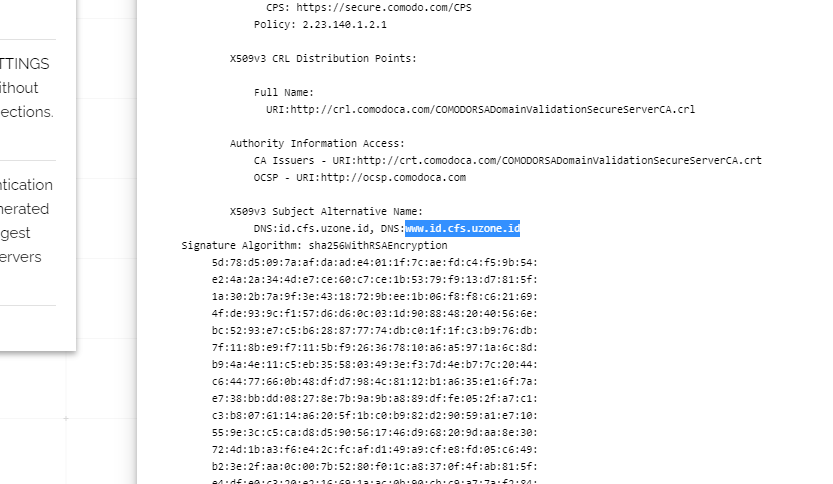 CPS: https://secure.comodo.com/CPS
Policy: 2.23.140.1.2.1
X509v3 CRL Distribution Points:
Full Name:
URI:http://crl.comodoca.com/COMODORSADomainValidationSecureServerCA.crl
Authority Information Access:
CA Issuers - URI:http://crt.comodoca.com/COMODORSADomainValidationSecureServerCA.crt
OCSP - URI:http://ocsp.comodoca.com
X509v3 Subject Alternative Name:
DNS:id.cfs.uzone.id, DNS:www.id.cfs.uzone.id
Signature Algorithm: sha256WithRSAEncryption
5d:78:d5:09:7a:af:da:ad:e4:01:1f:7c:ae:fd:c4:f5:9b:54:
e2:4a:2a:34:4d:e7:ce:60:c7:ce:1b:53:79:f9:13:d7:81:5f:
1a:30:2b:7a:9f:3e:43:18:72:9b:ee:1b:06:f8:f8:c6:21:69:
4f:de:93:9c:f1:57:d6:d6:0c:03:1d:90:88:48:20:40:56:6e:
bc:52:93:e7:c5:b6:28:87:77:74:db:c0:1f:1f:c3:b9:76:db:
7f:11:8b:e9:f7:11:5b:f9:26:36:78:10:a6:a5:97:1a:6c:8d:
b9:4a:4e:11:c5:eb:35:58:03:49:3e:f3:7d:4e:b7:7c:20:44:
c6:44:77:66:0b:48:df:d7:98:4c:81:12:b1:a6:35:e1:6f:7a:
e7:38:bb:dd:08:27:8e:7b:9a:9b:a8:89:df:fe:05:2f:a7:c1:
c3:b8:07:61:14:a6:20:5f:1b:c0:b9:82:d2:90:59:a1:e7:10:
55:9e:3c:c5:ca:d8:d5:90:56:17:46:d9:68:20:9d:aa:8e:30:
72:4d:1b:a3:f6:e4:2c:fc:af:d1:49:a9:cf:e8:fd:05:c6:49:
b2:3e:2f:aa:0c:00:7b:52:80:f0:1c:a8:37:0f:4f:ab:81:5f:
TTINGS
ithout
ections.
tication
nerated
gest
ervers